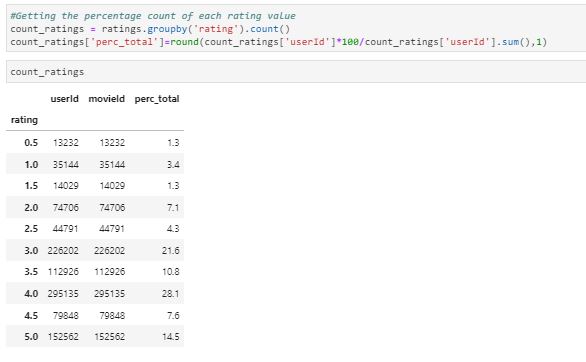 #Getting the percentage count of each rating value
count_ratings = ratings.groupby('rating').count()
count_ratings['perc_total']=round(count_ratings['userId']*100/count_ratings['userId'].sum(),1)
count_ratings
userId movieId perc_total
rating
0.5 13232 13232 1.3
1.0 35144 35144 3.4
1.5 14029 14029 1.3
2.0 74706 74706 7.1
2.5 44791 44791 4.3
3.0 226202 226202 21.6
3.5 112926 112926 10.8
4.0 295135 295135 28.1
4.5 79848 79848 7.6
5.0 152562 152562 14.5